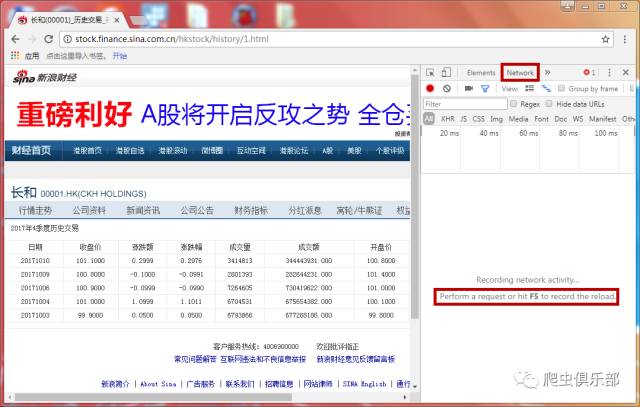 长和(00001)_历史交易_
stock.finance.sina.com.cn/hkstock/history/1.html
应用 点击这里导入书签。 开始
sina 新浪财经
重磅利好 A股将开启反攻之势 全仓
财经首页 港股首页 港股自选 港股滚动 微博圈 互动空间 港股论坛 A股 美股 个股评级
长和 00001.HK(CKH HOLDINGS)
行情走势 公司资料 新闻资讯 公司公告 财务指标 分红派息 窝轮/牛熊证 权益
2017年4季度历史交易
日期 收盘价 涨跌额 涨跌幅 成交量 成交额 开盘价
20171010 101.1000 0.2999 0.2976 3414813 344443931.000 100.8000
20171009 100.8000 -0.1000 -0.0991 2801393 282644231.000 101.4000
20171006 100.9000 -0.1000 -0.0990 7264605 730419622.000 101.0000
20171004 101.0000 1.0999 1.1011 6704531 675654382.000 100.1000
20171003 99.9000 0.0500 0.0500 6793866 677288186.000 99.8000
客户服务热线：4006900000 欢迎批评指正
常见问题解答 互联网违法和不良信息举报 新浪财经意见反馈留言板
新浪简介 | About Sina | 广告服务 | 联系我们 | 招聘信息 | 网站律师 | SINA English | 通行
Elements Network » 1
View: Group by frame
Filter Regex Hide data URLs
All XHR JS CSS Img Media Font Doc WS Manifest Othe
20 ms 40 ms 60 ms 80 ms 100 ms
Recording network activity...
Perform a request or hit F5 to record the reload.
爬虫俱乐部